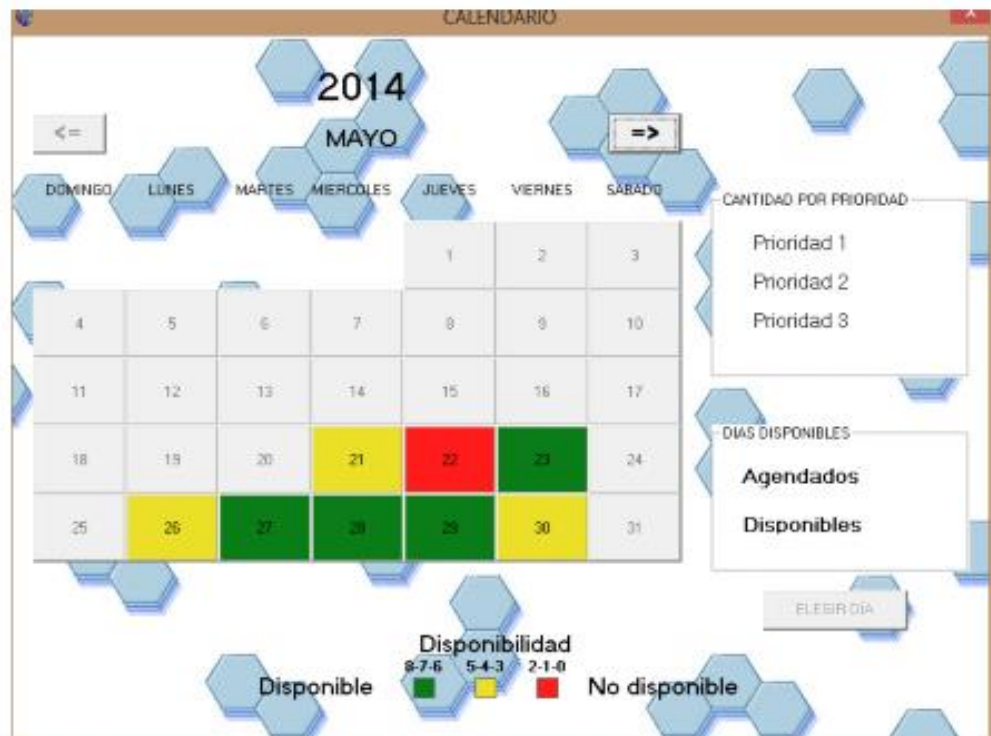 CALENDARIO
x
2014
<= MAYO =>
DOMINGO LUNES MARTES MIERCOLES JUEVES VIERNES SABADO
1 2 3
4 5 6 7 8 9 10
11 12 13 14 15 16 17
18 19 20 21 22 23 24
25 26 27 28 29 30 31
CANTIDAD POR PRIORIDAD
Prioridad 1
Prioridad 2
Prioridad 3
DIAS DISPONIBLES
Agendados
Disponibles
ELEGIR DÍA
Disponibilidad
8-7-6 5-4-3 2-1-0
Disponible No disponible